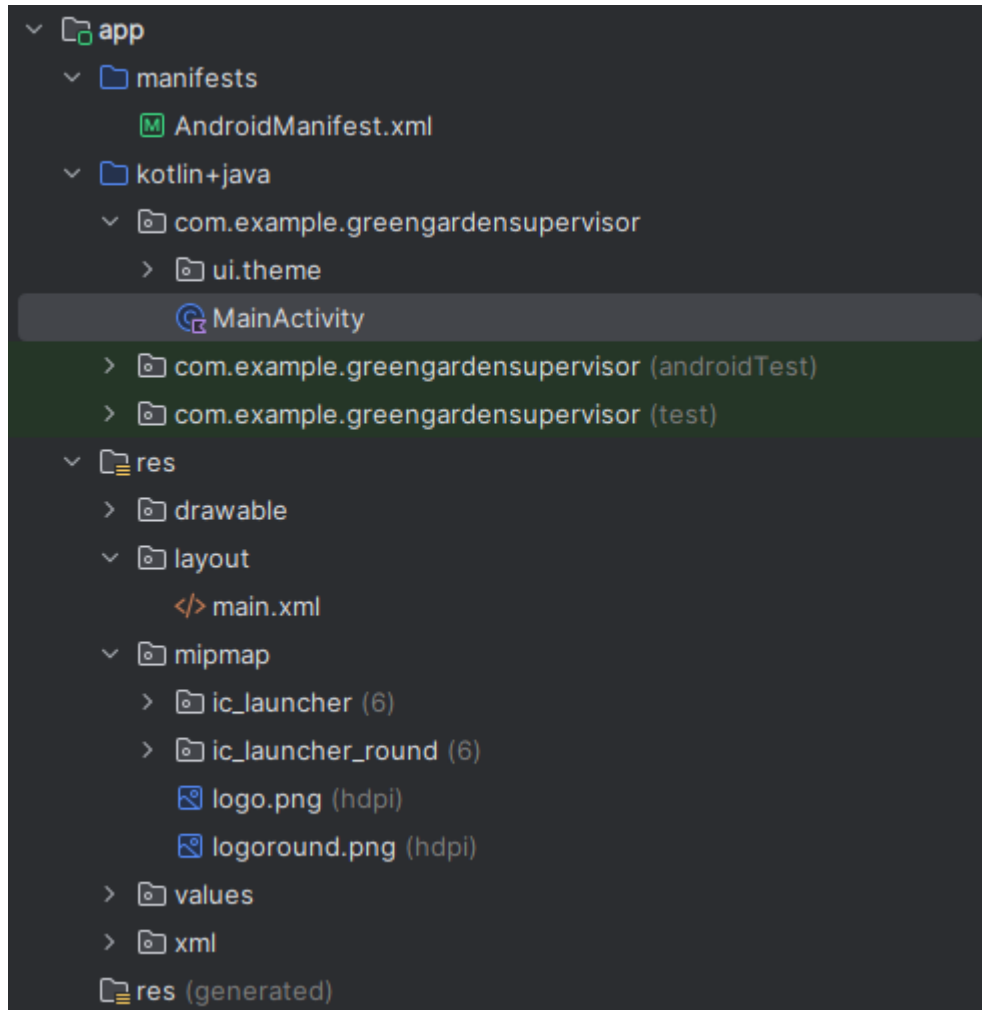 app
manifests
AndroidManifest.xml
kotlin+java
com.example.greengardensupervisor
ui.theme
MainActivity
com.example.greengardensupervisor (androidTest)
com.example.greengardensupervisor (test)
res
drawable
layout
main.xml
mipmap
ic_launcher (6)
ic_launcher_round (6)
logo.png (hdpi)
logoround.png (hdpi)
values
xml
res (generated)